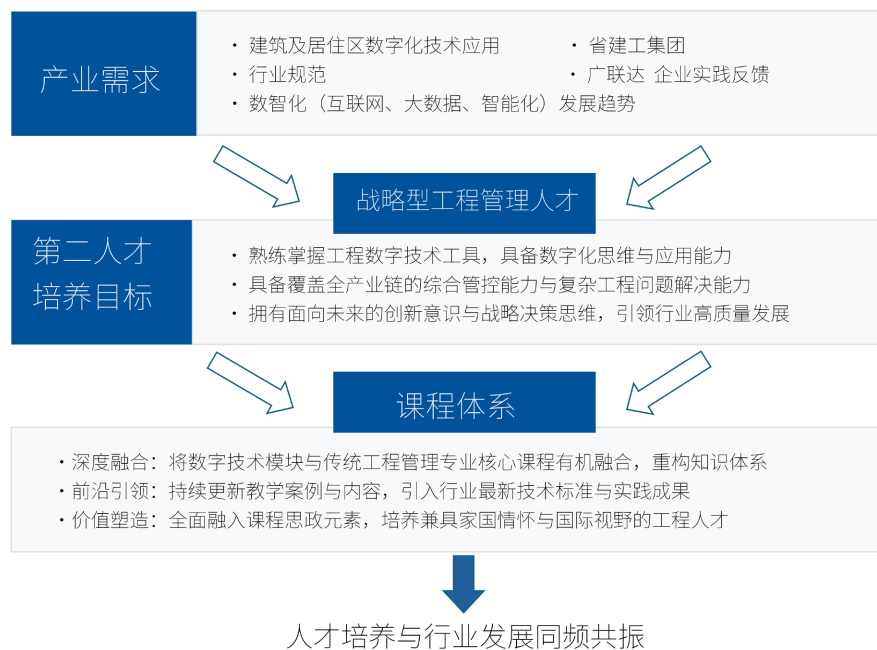 产业需求
· 建筑及居住区数字化技术应用
· 省建工集团
· 行业规范
· 广联达 企业实践反馈
· 数智化（互联网、大数据、智能化）发展趋势
战略型工程管理人才
第二人才
培养目标
· 熟练掌握工程数字技术工具，具备数字化思维与应用能力
· 具备覆盖全产业链的综合管控能力与复杂工程问题解决能力
· 拥有面向未来的创新意识与战略决策思维，引领行业高质量发展
课程体系
· 深度融合：将数字技术模块与传统工程管理专业核心课程有机融合，重构知识体系
· 前沿引领：持续更新教学案例与内容，引入行业最新技术标准与实践成果
· 价值塑造：全面融入课程思政元素，培养兼具家国情怀与国际视野的工程人才
人才培养与行业发展同频共振